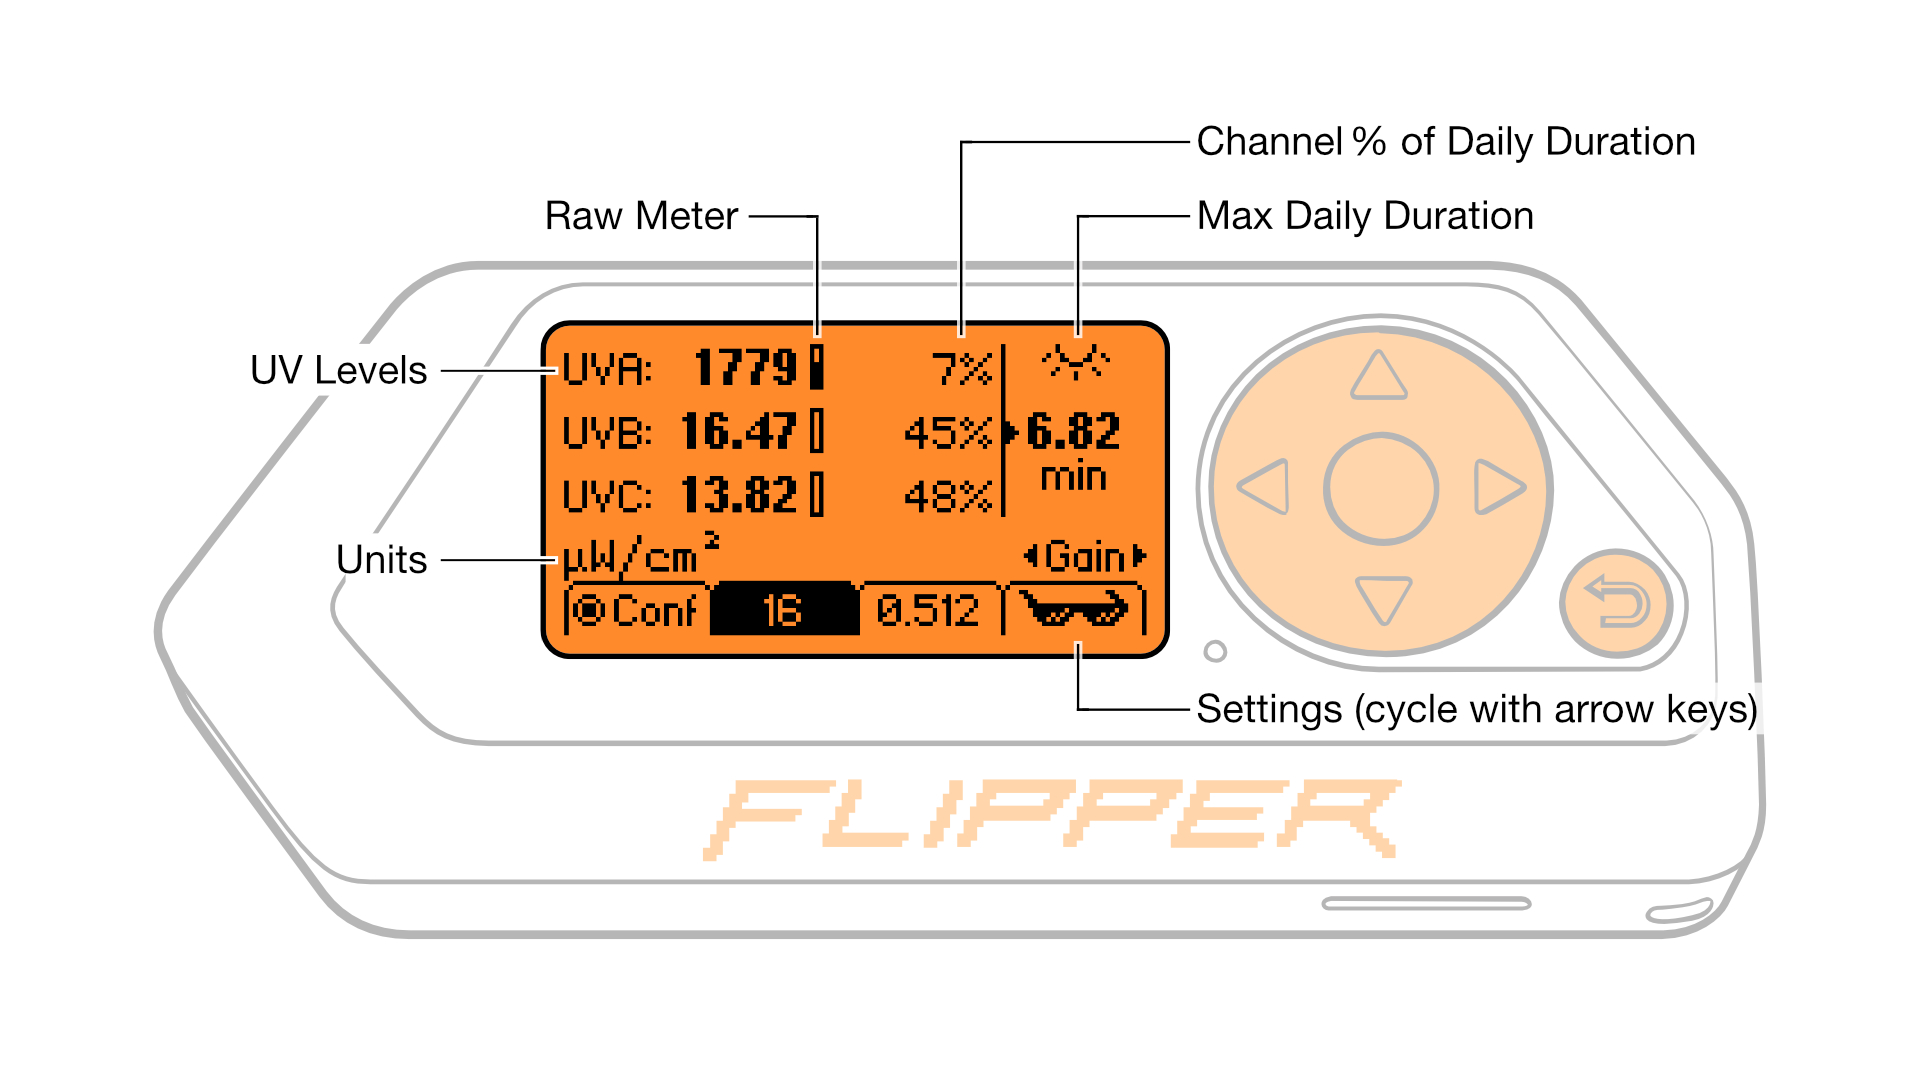 Channel % of Daily Duration
Raw Meter
Max Daily Duration
UV Levels
UVA: 1779 7%
UVB: 16.47 45% 6.82
min
UVC: 13.82 48%
Units
µW/cm² Gain
Conf 16 0.512
Settings (cycle with arrow keys)
FLIPPER